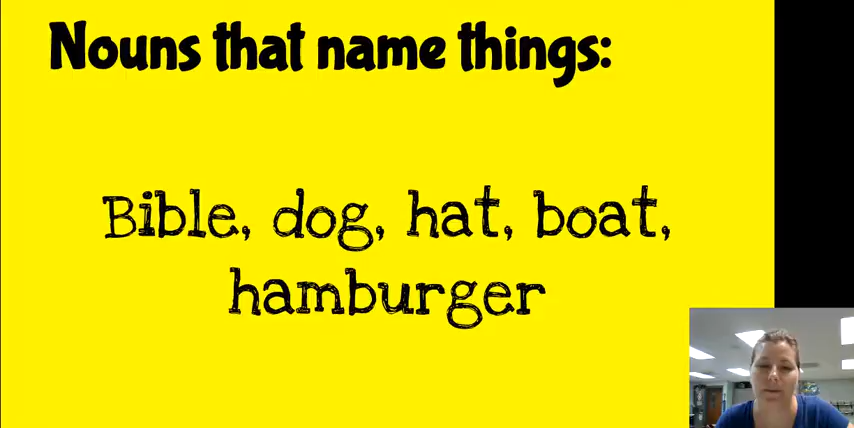 Nouns that name things:
Bible, dog, hat, boat,
hamburger